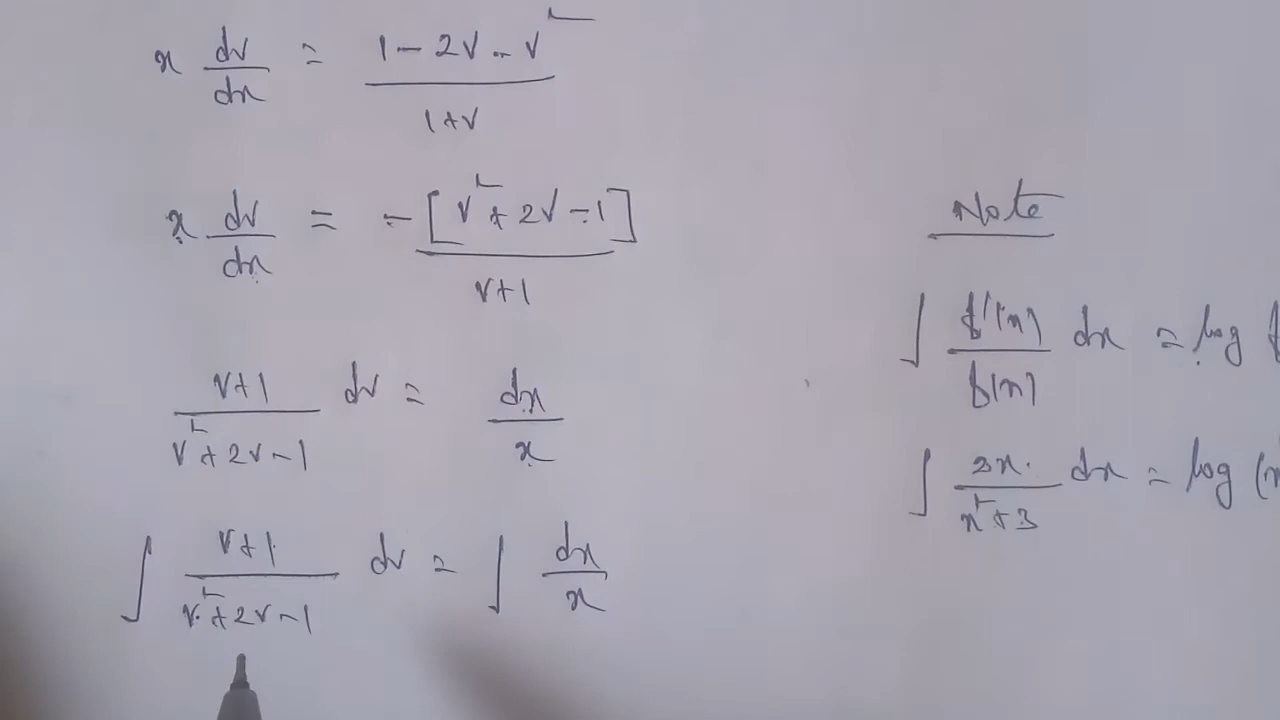 x dv/dx = (1 - 2v - v²)/(1+v)
x dv/dx = -[v² + 2v - 1]/(v+1)
(v+1)/(v² + 2v - 1) dv = dx/x
∫ (v+1)/(v² + 2v - 1) dv = ∫ dx/x
Note
∫ f'(x)/f(x) dx = log f
∫ 2x/(x² + 3) dx = log (x